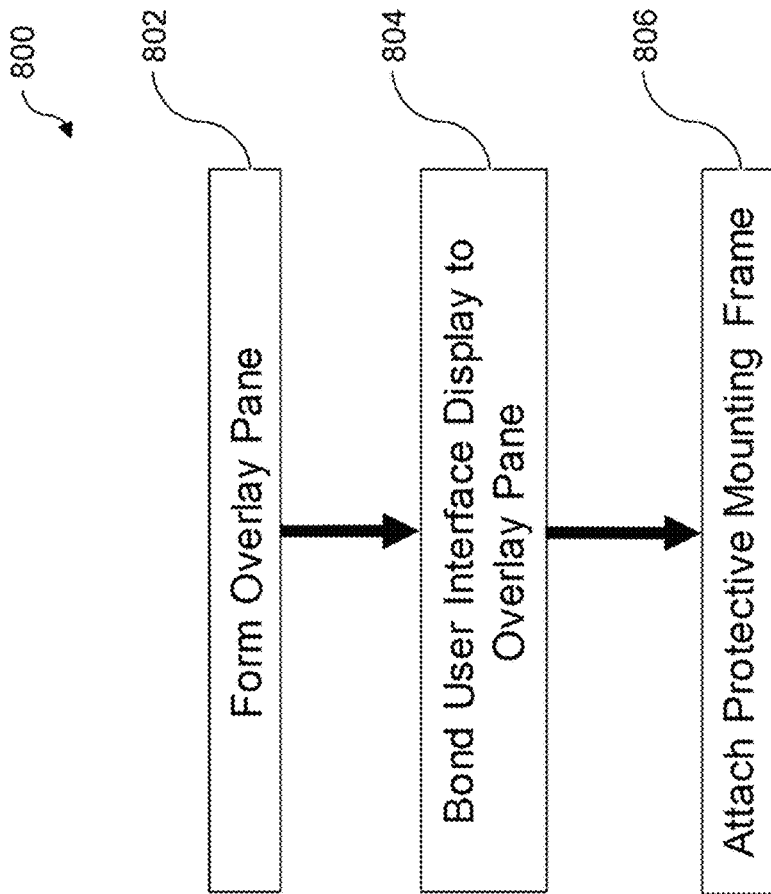 800
802
Form Overlay Pane
804
Bond User Interface Display to
Overlay Pane
806
Attach Protective Mounting Frame